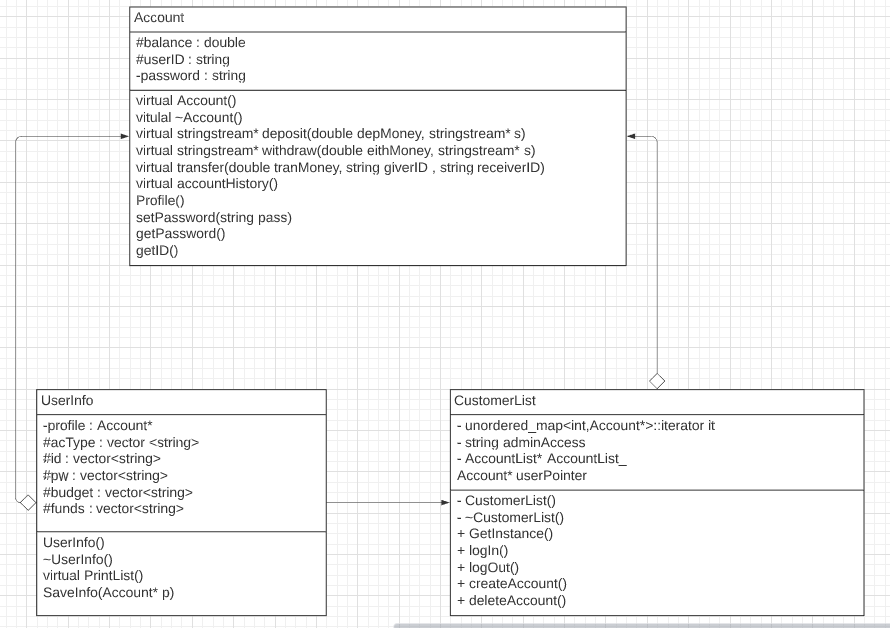 Account
#balance : double
#userID : string
-password : string
virtual Account()
vitulal ~Account()
virtual stringstream* deposit(double depMoney, stringstream* s)
virtual stringstream* withdraw(double eithMoney, stringstream* s)
virtual transfer(double tranMoney, string giverID , string receiverID)
virtual accountHistory()
Profile()
setPassword(string pass)
getPassword()
getID()
UserInfo
-profile : Account*
#acType : vector <string>
#id : vector<string>
#pw : vector<string>
#budget : vector<string>
#funds : vector<string>
UserInfo()
~UserInfo()
virtual PrintList()
SaveInfo(Account* p)
CustomerList
- unordered_map<int,Account*>::iterator it
- string adminAccess
- AccountList* AccountList_
Account* userPointer
- CustomerList()
- ~CustomerList()
+ GetInstance()
+ logIn()
+ logOut()
+ createAccount()
+ deleteAccount()